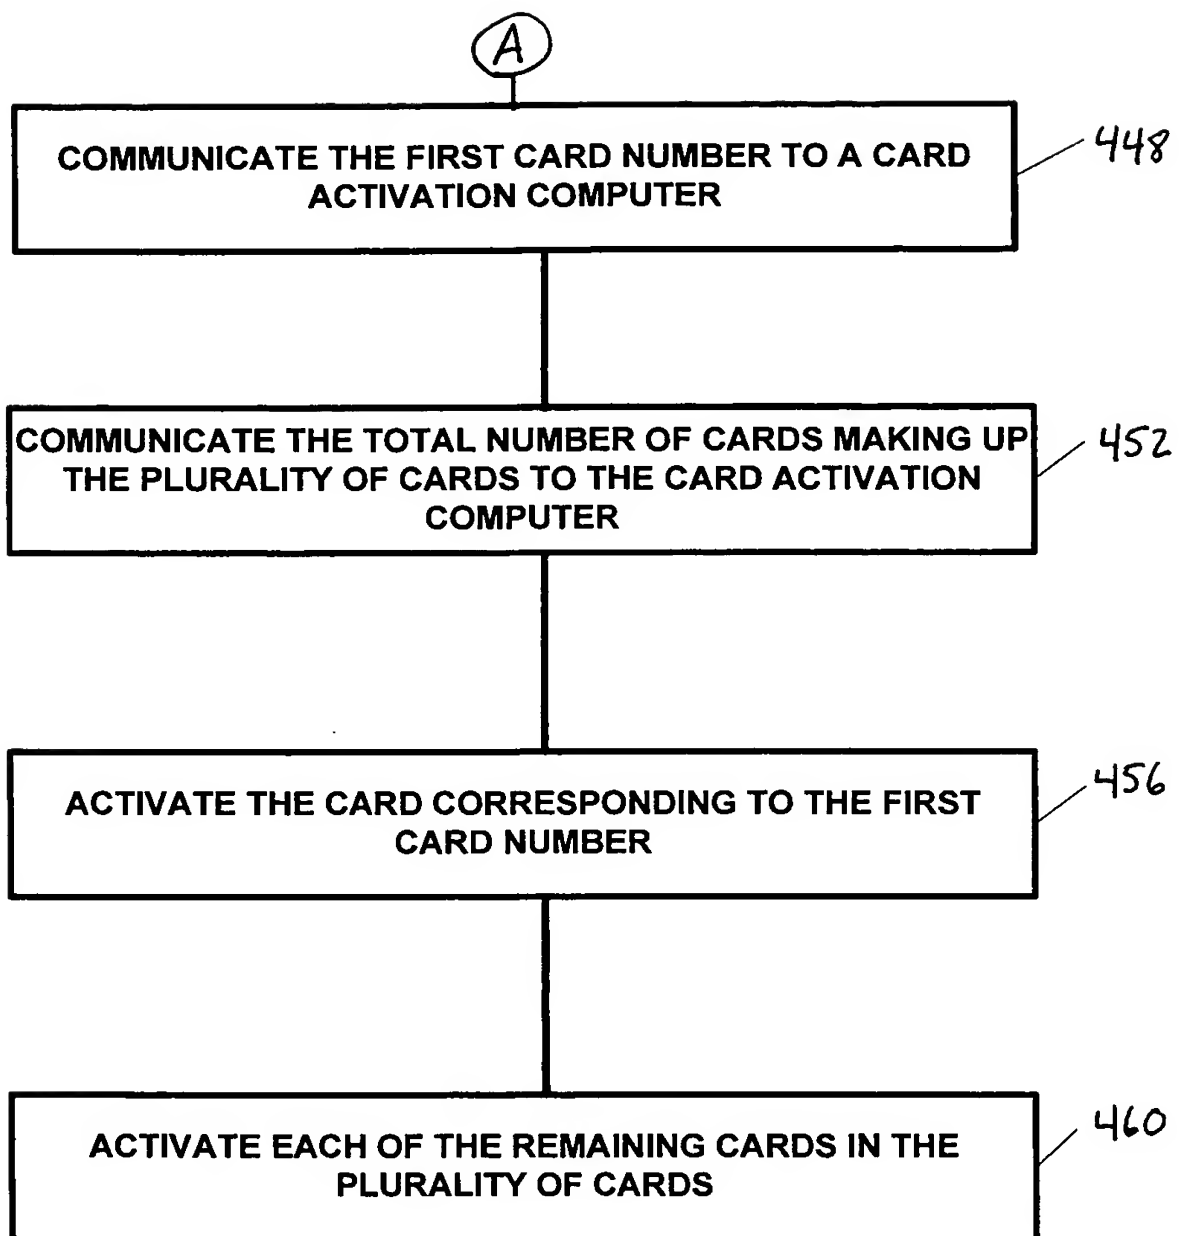 A
COMMUNICATE THE FIRST CARD NUMBER TO A CARD
ACTIVATION COMPUTER
448
COMMUNICATE THE TOTAL NUMBER OF CARDS MAKING UP
THE PLURALITY OF CARDS TO THE CARD ACTIVATION
COMPUTER
452
ACTIVATE THE CARD CORRESPONDING TO THE FIRST
CARD NUMBER
456
ACTIVATE EACH OF THE REMAINING CARDS IN THE
PLURALITY OF CARDS
460